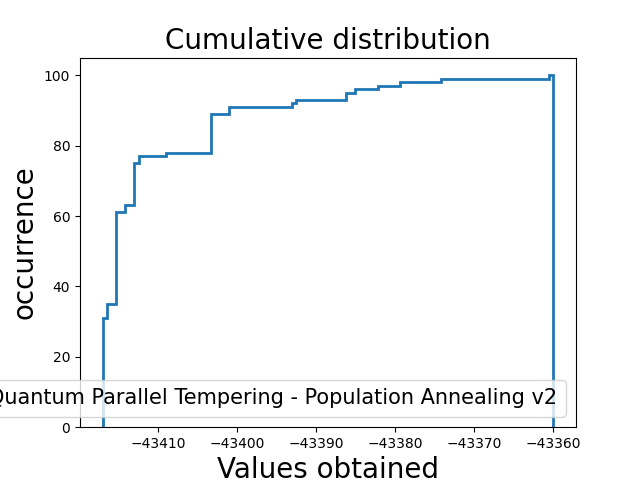 Cumulative distribution
100
80
60
40
20
0
occurrence
Parallel Tempering - Population Annealing v2
−43410 −43400 −43390 −43380 −43370 −43360
Values obtained